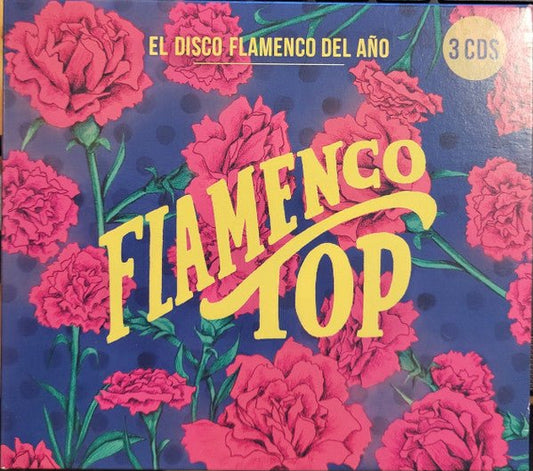 EL DISCO FLAMENCO DEL AÑO
3 CDS
FLAMENCO
TOP